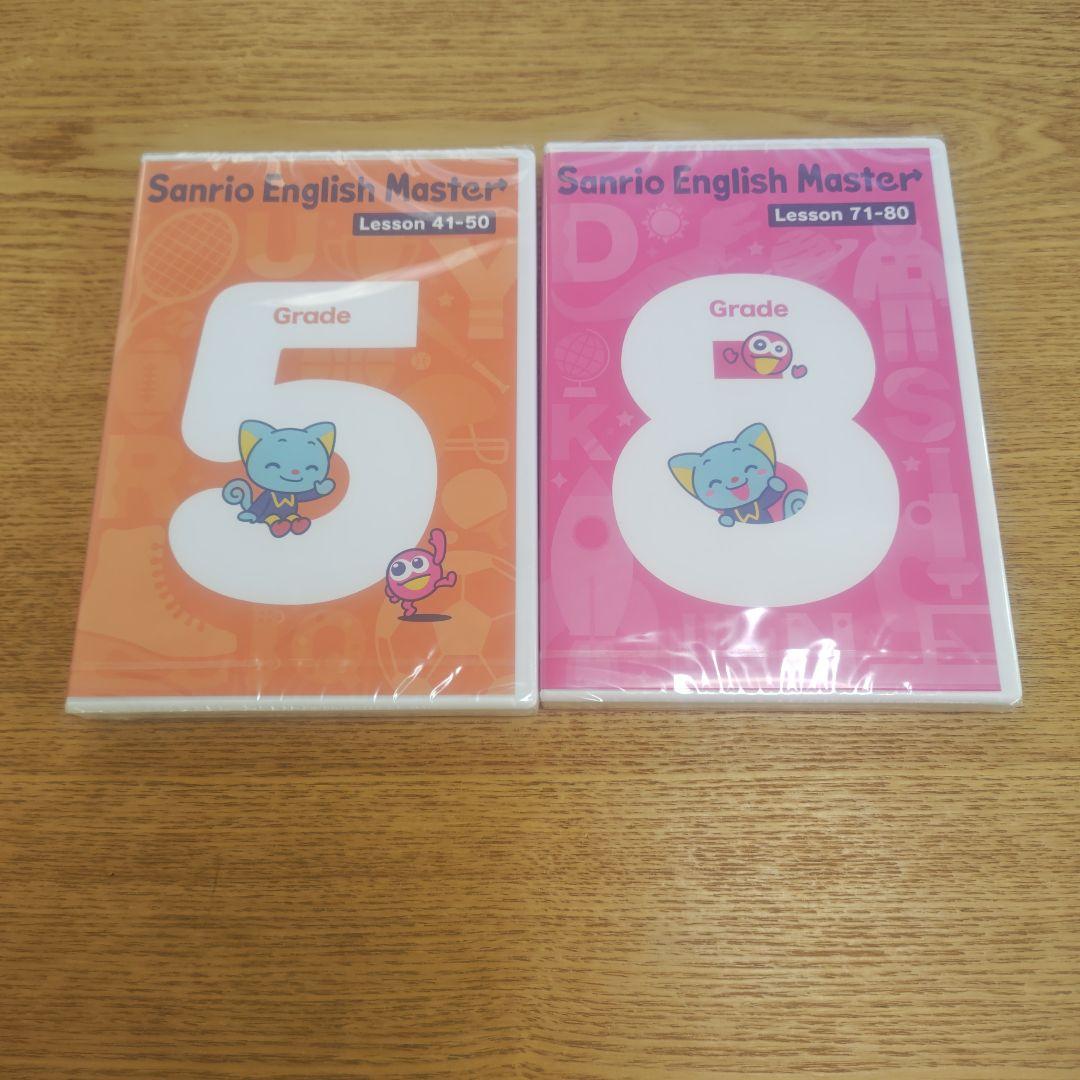 Sanrio English Master
Lesson 41-50
Grade
5
Sanrio English Master
Lesson 71-80
Grade
8